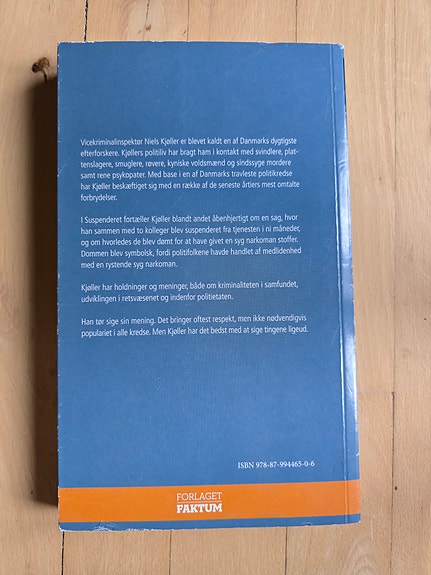 Vicekriminalinspektør Niels Kjøller er blevet kaldt en af Danmarks dygtigste
efterforskere. Kjøllers politiliv har bragt ham i kontakt med svindlere, plat-
tenslagere, smuglere, røvere, kyniske voldsmænd og sindssyge mordere
samt rene psykopater. Med base i en af Danmarks travleste politikredse
har Kjøller beskæftiget sig med en række af de seneste årtiers mest omtalte
forbrydelser.
I Suspenderet fortæller Kjøller blandt andet åbenhjertigt om en sag, hvor
han sammen med to kolleger blev suspenderet fra tjenesten i ni måneder,
og om hvorledes de blev dømt for at have givet en syg narkoman stoffer.
Dommen blev symbolsk, fordi politifolkene havde handlet af medlidenhed
med en rystende syg narkoman.
Kjøller har holdninger og meninger, både om kriminaliteten i samfundet,
udviklingen i retsvæsenet og indenfor politietaten.
Han tør sige sin mening. Det bringer oftest respekt, men ikke nødvendigvis
populariet i alle kredse. Men Kjøller har det bedst med at sige tingene ligeud.
ISBN 978-87-994465-0-6
FORLAGET
FAKTUM